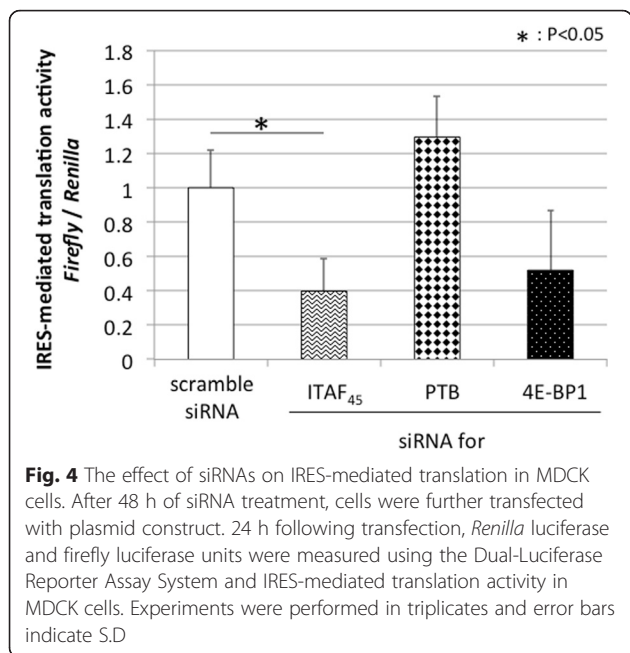 * : P<0.05
IRES-mediated translation activity
Firefly / Renilla
1.8
1.6
1.4
1.2
1
0.8
0.6
0.4
0.2
0
*
scramble siRNA
ITAF45
PTB
4E-BP1
siRNA for
Fig. 4 The effect of siRNAs on IRES-mediated translation in MDCK
cells. After 48 h of siRNA treatment, cells were further transfected
with plasmid construct. 24 h following transfection, Renilla luciferase
and firefly luciferase units were measured using the Dual-Luciferase
Reporter Assay System and IRES-mediated translation activity in
MDCK cells. Experiments were performed in triplicates and error bars
indicate S.D